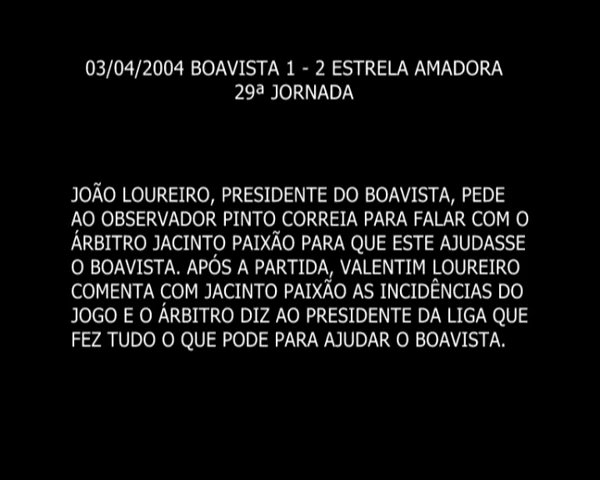 03/04/2004 BOAVISTA 1 - 2 ESTRELA AMADORA
29ª JORNADA
JOÃO LOUREIRO, PRESIDENTE DO BOAVISTA, PEDE
AO OBSERVADOR PINTO CORREIA PARA FALAR COM O
ÁRBITRO JACINTO PAIXÃO PARA QUE ESTE AJUDASSE
O BOAVISTA. APÓS A PARTIDA, VALENTIM LOUREIRO
COMENTA COM JACINTO PAIXÃO AS INCIDÊNCIAS DO
JOGO E O ÁRBITRO DIZ AO PRESIDENTE DA LIGA QUE
FEZ TUDO O QUE PODE PARA AJUDAR O BOAVISTA.